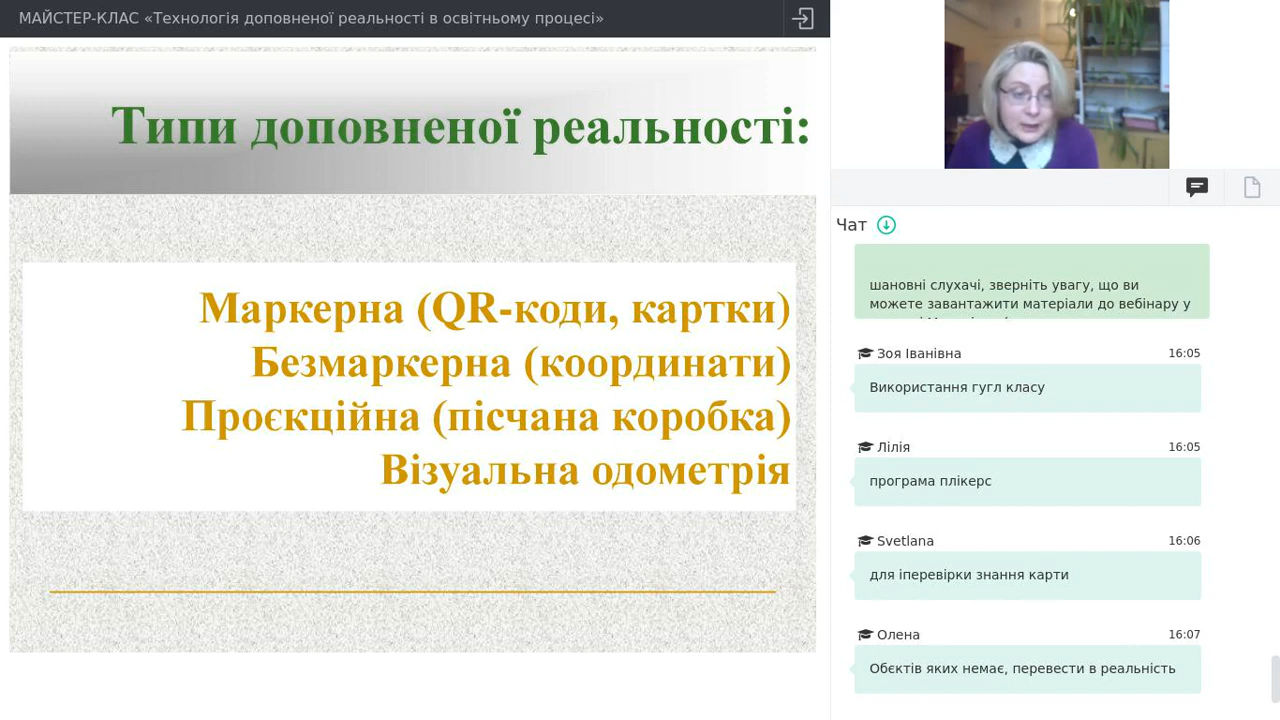 МАЙСТЕР-КЛАС «Технологія доповненої реальності в освітньому процесі»
Типи доповненої реальності:
Маркерна (QR-коди, картки)
Безмаркерна (координати)
Проєкційна (пісчана коробка)
Візуальна одометрія
Чат
шановні слухачі, зверніть увагу, що ви
можете завантажити матеріали до вебінару у
Зоя Іванівна 16:05
Використання гугл класу
Лілія 16:05
програма плікерс
Svetlana 16:06
для іперевірки знання карти
Олена 16:07
Обєктів яких немає, перевести в реальність